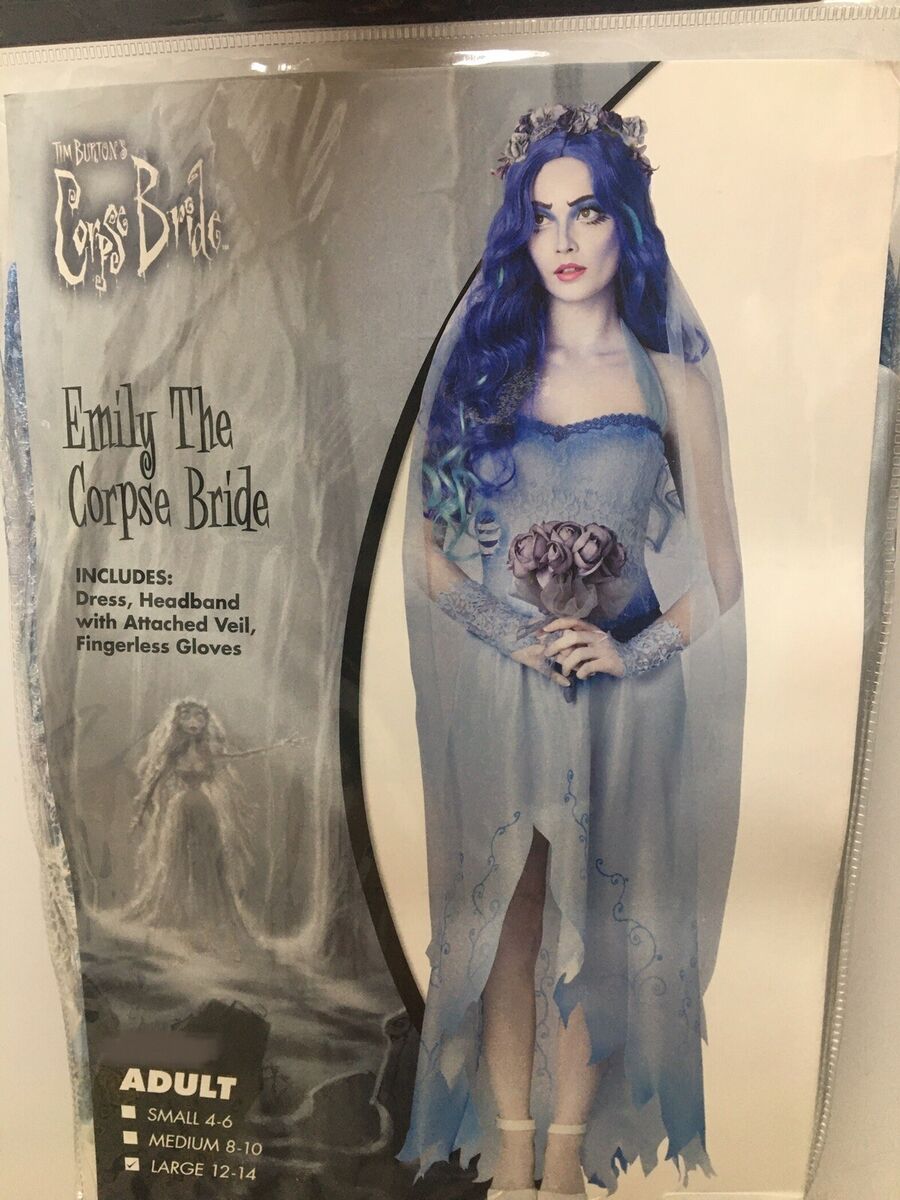 TIM BURTON'S
Corpse Bride
Emily The
Corpse Bride
INCLUDES:
Dress, Headband
with Attached Veil,
Fingerless Gloves
ADULT
SMALL 4-6
MEDIUM 8-10
LARGE 12-14